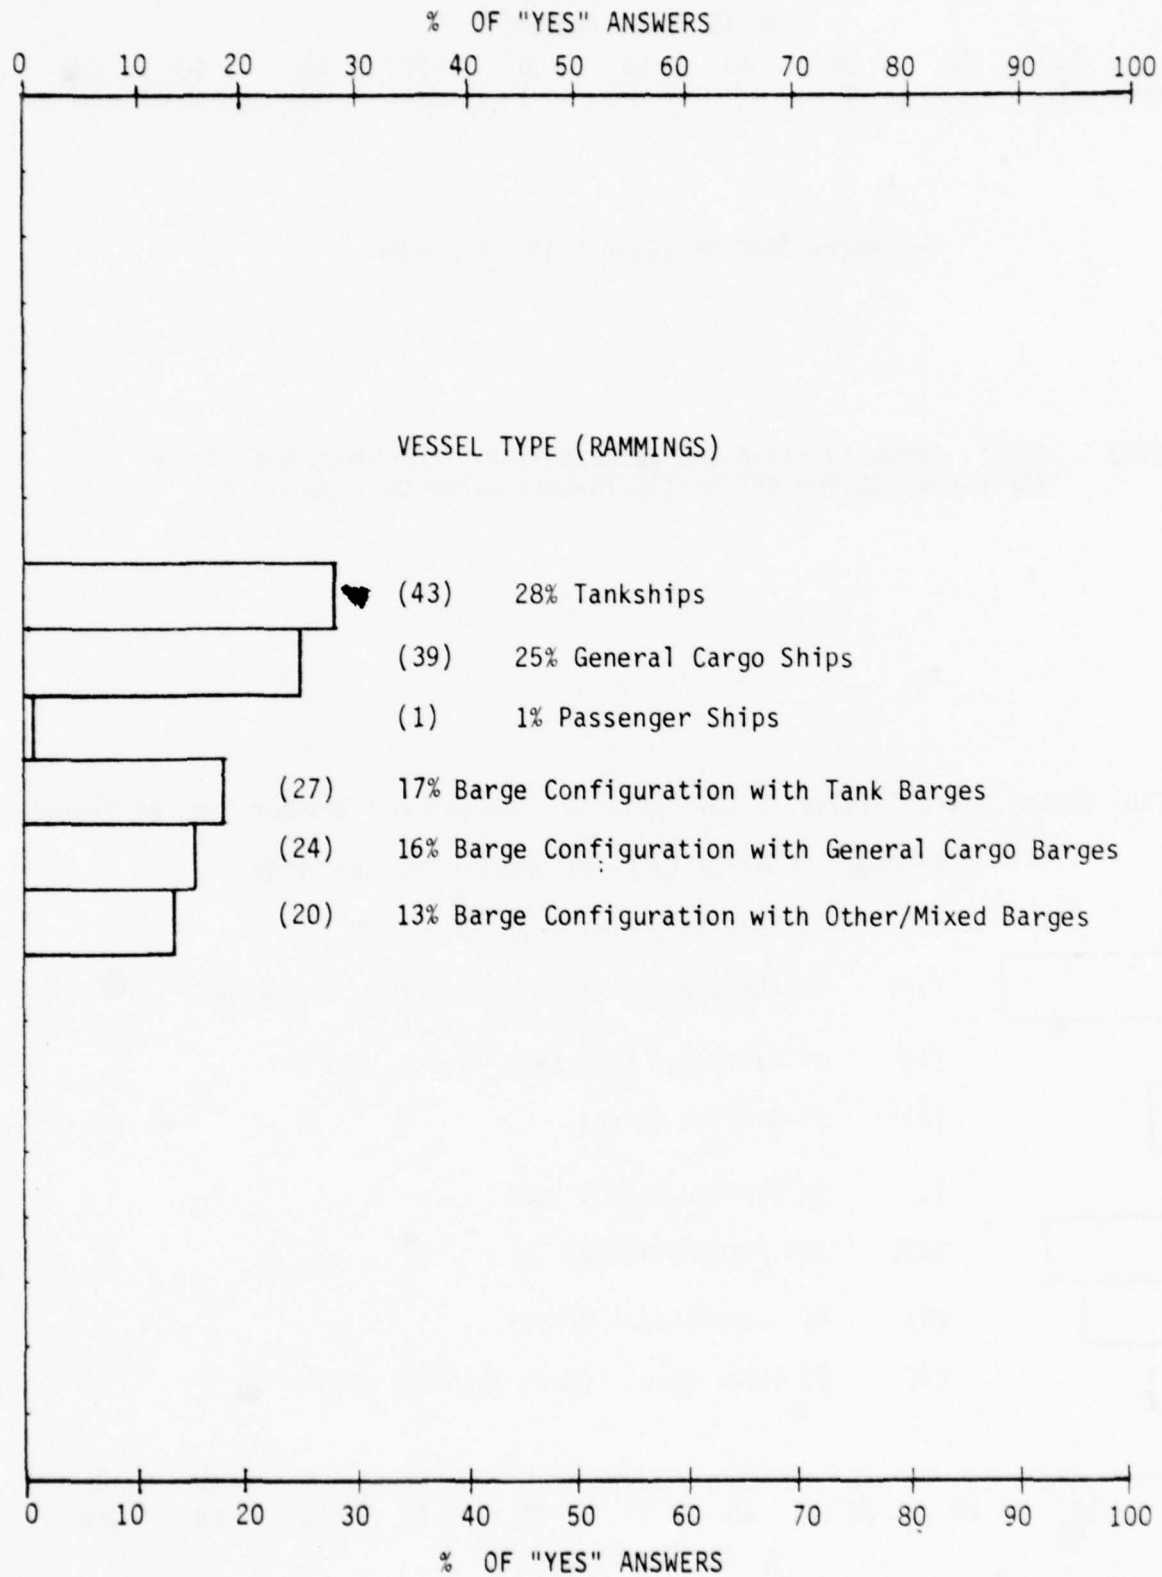 % OF "YES" ANSWERS
0 10 20 30 40 50 60 70 80 90 100
VESSEL TYPE (RAMMINGS)
(43) 28% Tankships
(39) 25% General Cargo Ships
(1) 1% Passenger Ships
(27) 17% Barge Configuration with Tank Barges
(24) 16% Barge Configuration with General Cargo Barges
(20) 13% Barge Configuration with Other/Mixed Barges
0 10 20 30 40 50 60 70 80 90 100
% OF "YES" ANSWERS